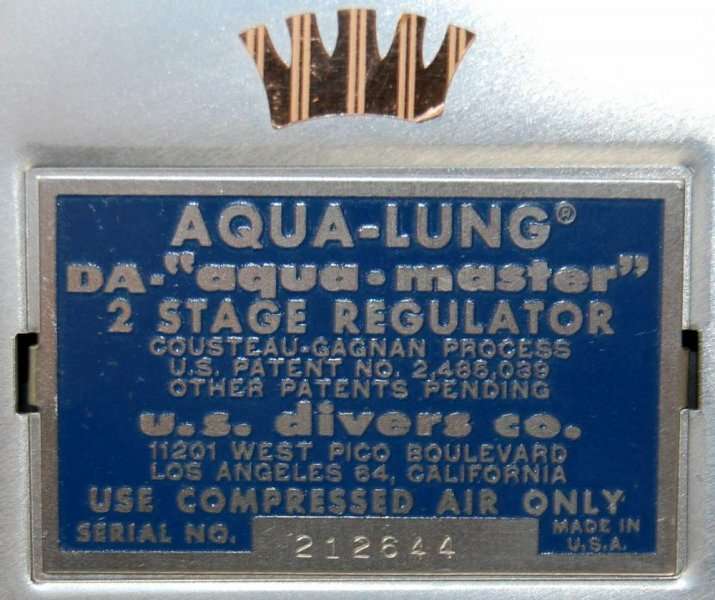 AQUA-LUNG®
DA-"aqua-master"
2 STAGE REGULATOR
COUSTEAU-GAGNAN PROCESS
U.S. PATENT NO. 2,485,039
OTHER PATENTS PENDING
u.s. divers co.
11201 WEST PICO BOULEVARD
LOS ANGELES 64, CALIFORNIA
USE COMPRESSED AIR ONLY
SERIAL NO. 212644 MADE IN
U.S.A.